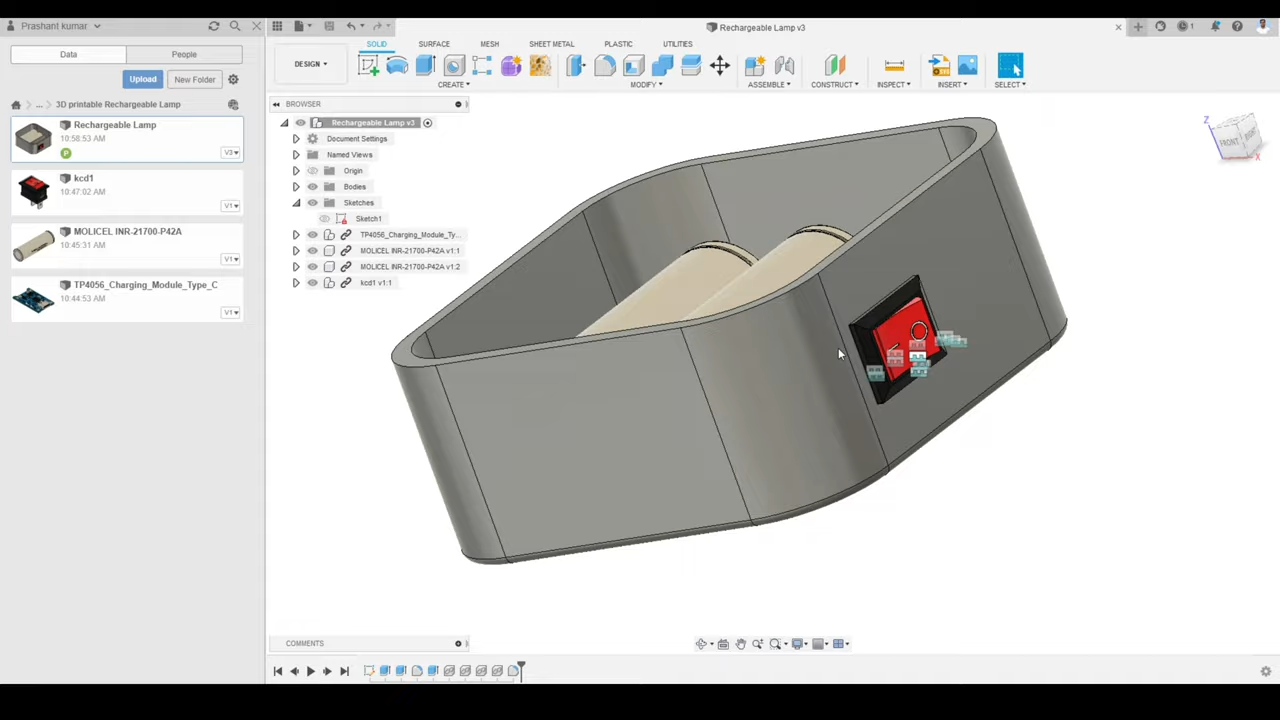 Prashant kumar
Rechargeable Lamp v3
1
Data
People
SOLID
SURFACE
MESH
SHEET METAL
PLASTIC
UTILITIES
DESIGN
Upload
New Folder
CREATE
MODIFY
ASSEMBLE
CONSTRUCT
INSPECT
INSERT
SELECT
... 3D printable Rechargeable Lamp
BROWSER
Rechargeable Lamp
10:58:53 AM
P
V3
Rechargeable Lamp v3
Document Settings
Named Views
Origin
Bodies
Sketches
Sketch1
TP4056_Charging_Module_Ty...
MOLICEL INR-21700-P42A v1:1
MOLICEL INR-21700-P42A v1:2
kcd1 v1:1
kcd1
10:47:02 AM
V1
MOLICEL INR-21700-P42A
10:45:31 AM
V1
TP4056_Charging_Module_Type_C
10:44:53 AM
V1
Z
FRONT
RIGHT
X
COMMENTS